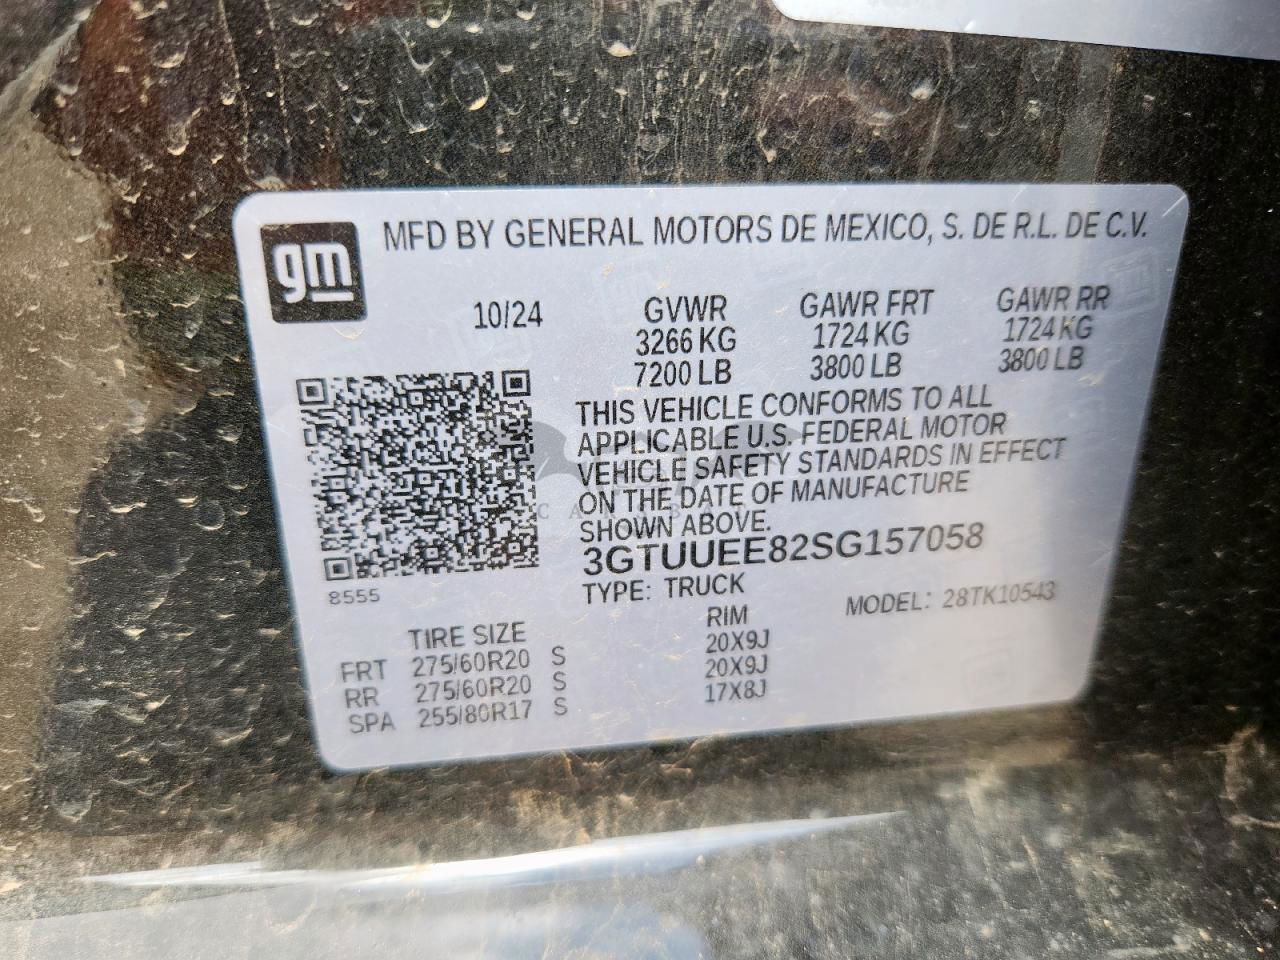 gm
MFD BY GENERAL MOTORS DE MEXICO, S. DE R.L. DE C.V.
10/24 GVWR GAWR FRT GAWR RR
3266 KG 1724 KG 1724 KG
7200 LB 3800 LB 3800 LB
THIS VEHICLE CONFORMS TO ALL
APPLICABLE U.S. FEDERAL MOTOR
VEHICLE SAFETY STANDARDS IN EFFECT
ON THE DATE OF MANUFACTURE
SHOWN ABOVE.
3GTUUEE82SG157058
TYPE: TRUCK MODEL: 28TK10543
8555
TIRE SIZE RIM
FRT 275/60R20 S 20X9J
RR 275/60R20 S 20X9J
SPA 255/80R17 S 17X8J